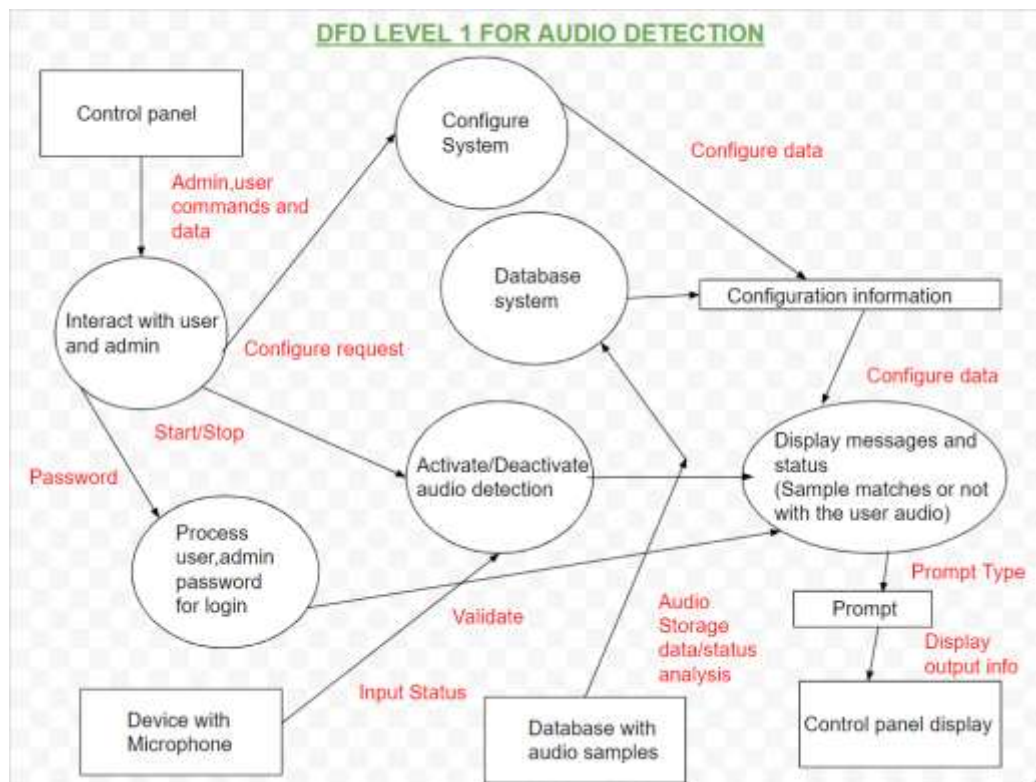 DFD LEVEL 1 FOR AUDIO DETECTION
Control panel
Admin,user
commands and
data
Configure
System
Configure data
Database
system
Configuration information
Interact with user
and admin
Configure request
Configure data
Start/Stop
Password
Activate/Deactivate
audio detection
Display messages and
status
(Sample matches or not
with the user audio)
Process
user,admin
password
for login
Validate
Prompt Type
Prompt
Audio
Storage
data/status
analysis
Display
output info
Input Status
Device with
Microphone
Database with
audio samples
Control panel display